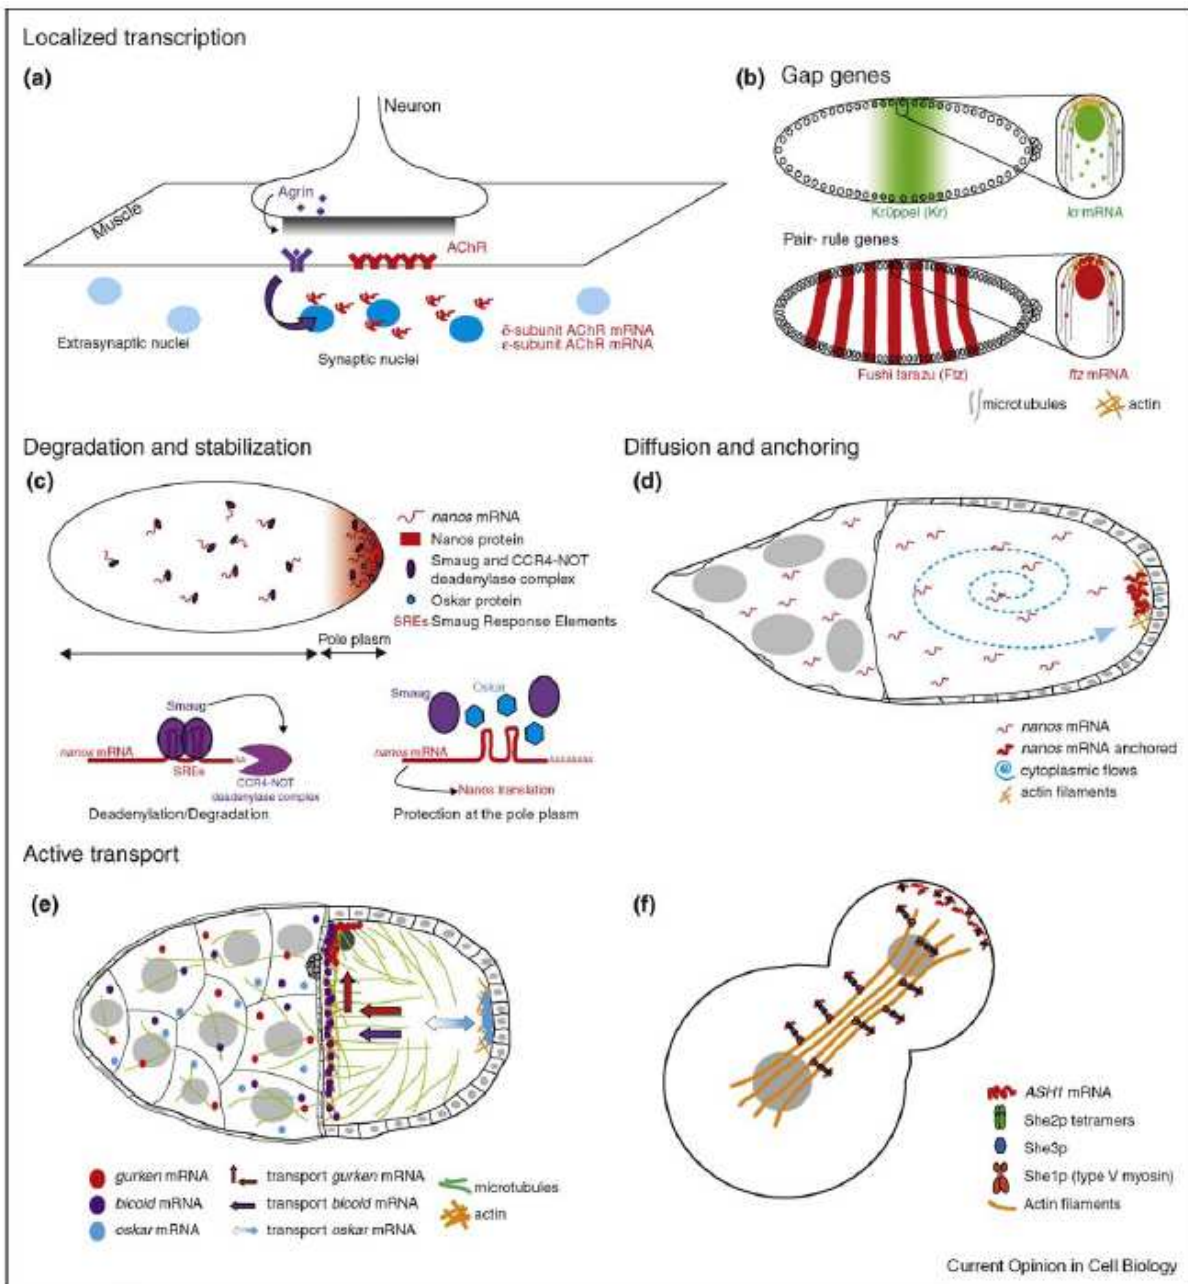 Localized transcription
(a)
Neuron
Agrin
Muscle
AChR
Extrasynaptic nuclei
Synaptic nuclei
δ-subunit AChR mRNA
ε-subunit AChR mRNA
(b) Gap genes
Krüppel (Kr)
kr mRNA
Pair- rule genes
Fushi tarazu (Ftz)
ftz mRNA
microtubules
actin
Degradation and stabilization
(c)
nanos mRNA
Nanos protein
Smaug and CCR4-NOT
deadenylase complex
Oskar protein
SREs Smaug Response Elements
Pole plasm
Smaug
nanos mRNA
SREs
AA
CCR4-NOT
deadenylase complex
Deadenylation/Degradation
Smaug
Oskar
nanos mRNA
Nanos translation
Protection at the pole plasm
Diffusion and anchoring
(d)
nanos mRNA
nanos mRNA anchored
cytoplasmic flows
actin filaments
Active transport
(e)
gurken mRNA
bicoid mRNA
oskar mRNA
transport gurken mRNA
transport bicoid mRNA
transport oskar mRNA
microtubules
actin
(f)
ASH1 mRNA
She2p tetramers
She3p
She1p (type V myosin)
Actin filaments
Current Opinion in Cell Biology